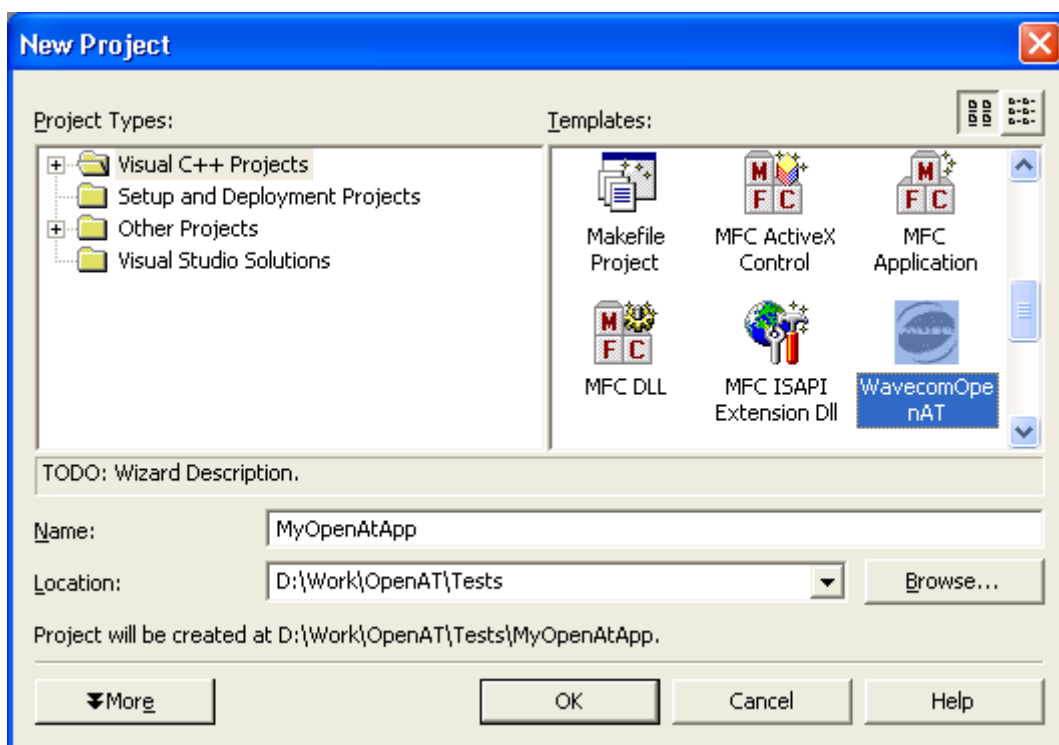 New Project
Project Types:
Templates:
Visual C++ Projects
Setup and Deployment Projects
Other Projects
Visual Studio Solutions
Makefile
Project
MFC ActiveX
Control
MFC
Application
MFC DLL
MFC ISAPI
Extension Dll
WavecomOpe
nAT
TODO: Wizard Description.
Name:
MyOpenAtApp
Location:
D:\Work\OpenAT\Tests
Browse...
Project will be created at D:\Work\OpenAT\Tests\MyOpenAtApp.
More
OK
Cancel
Help